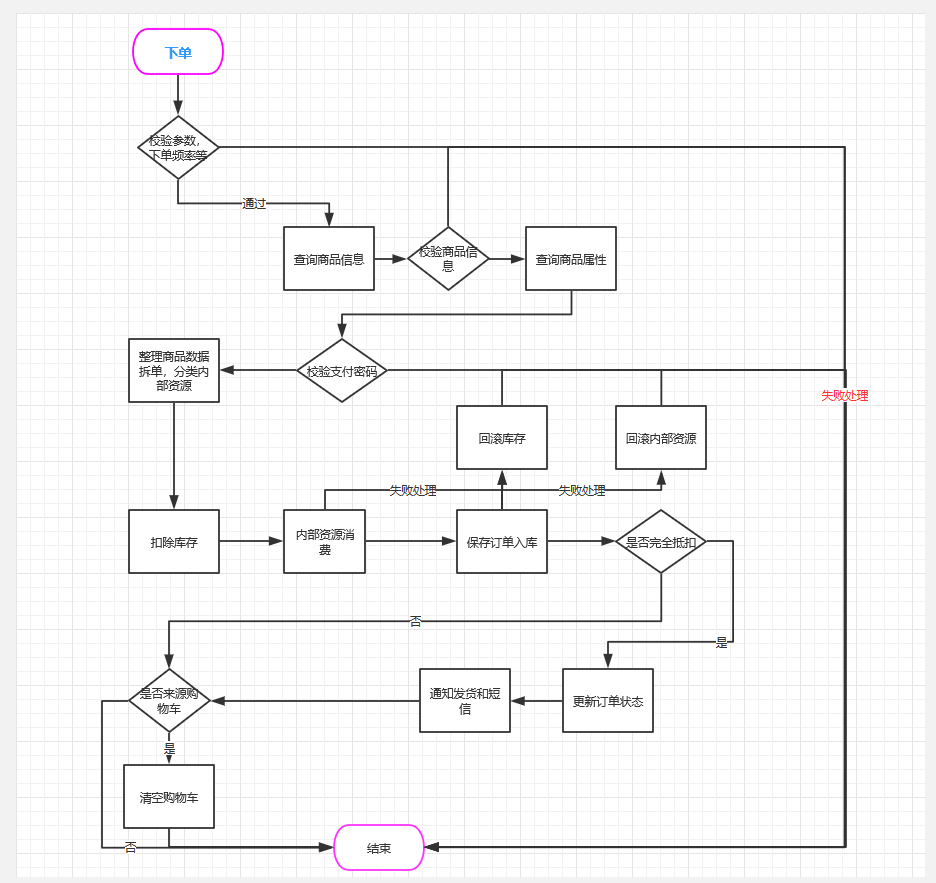 下单
校验参数，
下单频率等
通过
查询商品信息
校验商品信
息
查询商品属性
整理商品数据
拆单，分类内
部资源
校验支付密码
失败处理
回滚库存
回滚内部资源
失败处理
失败处理
扣除库存
内部资源消
费
保存订单入库
是否完全抵扣
否
是
是否来源购
物车
通知发货和短
信
更新订单状态
是
清空购物车
否
结束